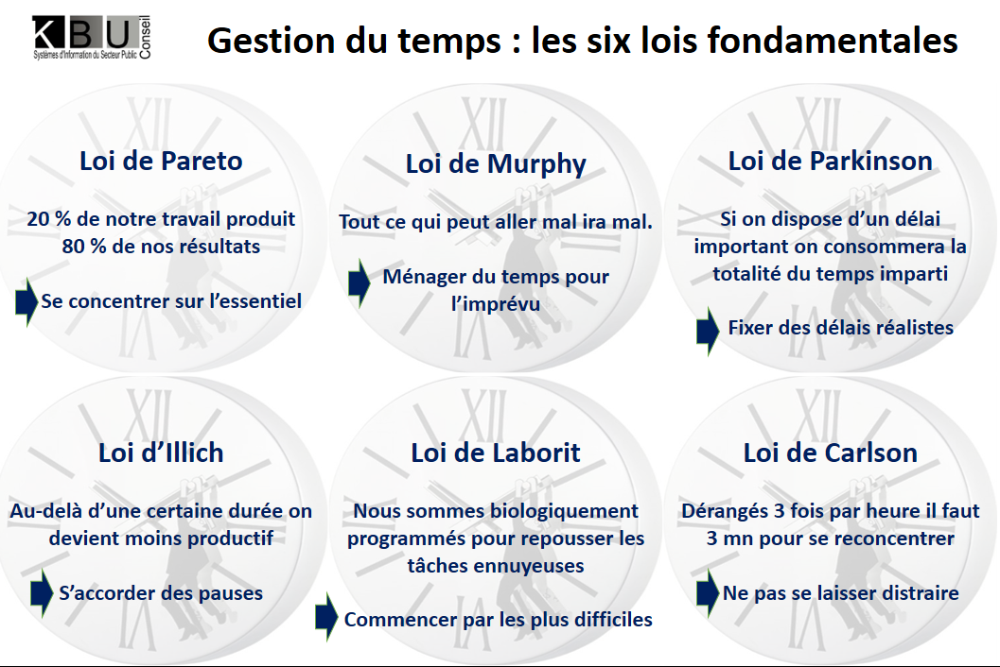 KBU
Conseil
Systèmes d'Information du Secteur Public
Gestion du temps : les six lois fondamentales
Loi de Pareto
20 % de notre travail produit
80 % de nos résultats
Se concentrer sur l'essentiel
Loi de Murphy
Tout ce qui peut aller mal ira mal.
Ménager du temps pour
l'imprévu
Loi de Parkinson
Si on dispose d'un délai
important on consommera la
totalité du temps imparti
Fixer des délais réalistes
Loi d'Illich
Au-delà d'une certaine durée on
devient moins productif
S'accorder des pauses
Loi de Laborit
Nous sommes biologiquement
programmés pour repousser les
tâches ennuyeuses
Commencer par les plus difficiles
Loi de Carlson
Dérangés 3 fois par heure il faut
3 mn pour se reconcentrer
Ne pas se laisser distraire